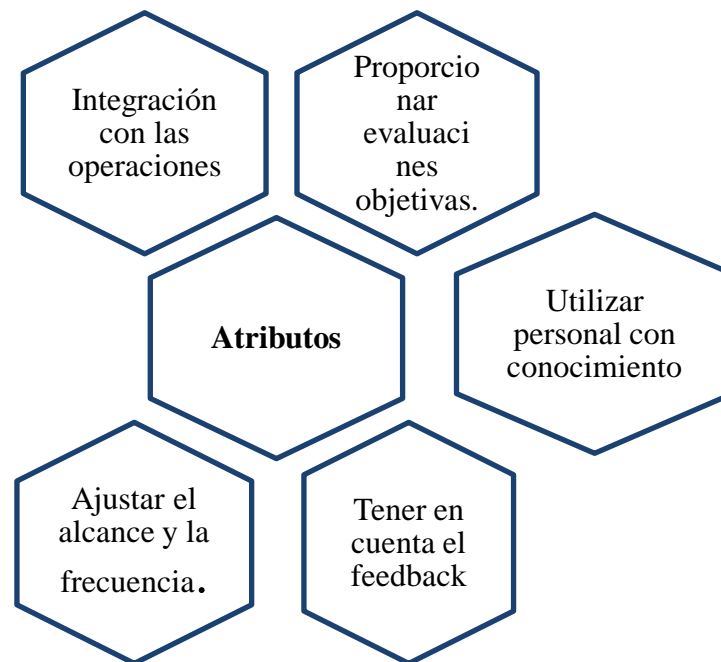 Integración
con las
operaciones
Proporcio
nar
evaluaci
nes
objetivas.
Atributos
Utilizar
personal con
conocimiento
Ajustar el
alcance y la
frecuencia.
Tener en
cuenta el
feedback